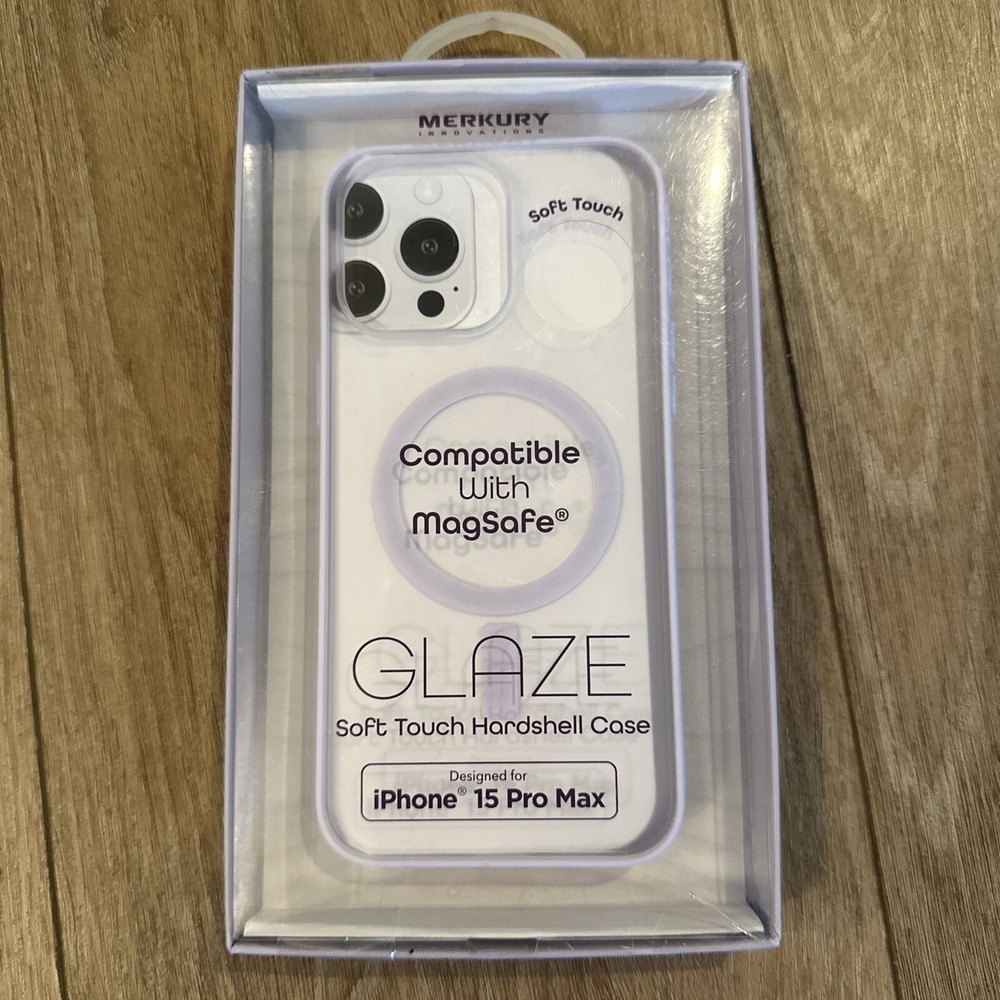 MERKURY
INNOVATIONS
Soft Touch
Compatible
With
MagSafe®
GLAZE
Soft Touch Hardshell Case
Designed for
iPhone® 15 Pro Max